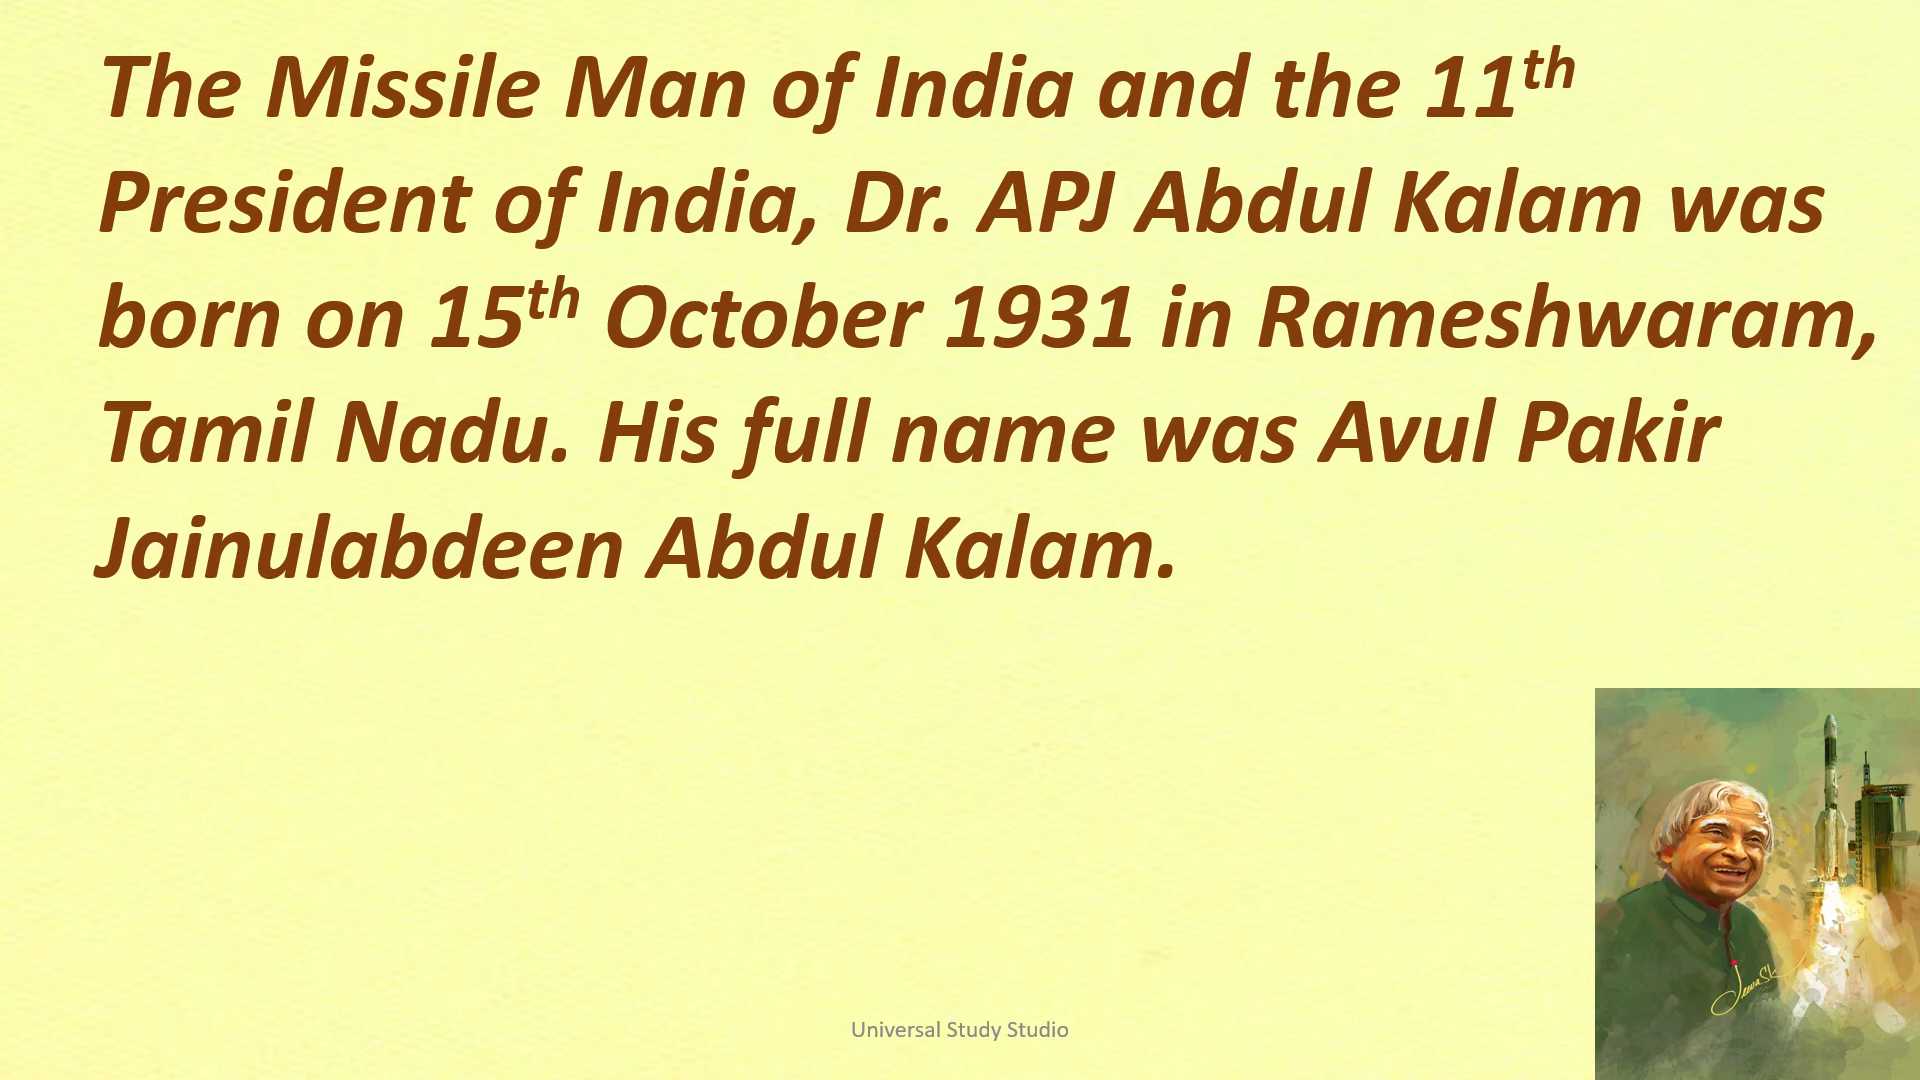 The Missile Man of India and the 11th
President of India, Dr. APJ Abdul Kalam was
born on 15th October 1931 in Rameshwaram,
Tamil Nadu. His full name was Avul Pakir
Jainulabdeen Abdul Kalam.
Universal Study Studio